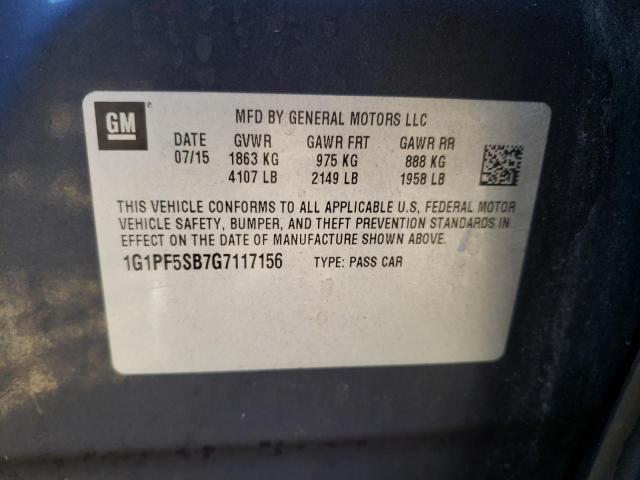 GM
MFD BY GENERAL MOTORS LLC
DATE GVWR GAWR FRT GAWR RR
07/15 1863 KG 975 KG 888 KG
4107 LB 2149 LB 1958 LB
THIS VEHICLE CONFORMS TO ALL APPLICABLE U.S. FEDERAL MOTOR
VEHICLE SAFETY, BUMPER, AND THEFT PREVENTION STANDARDS IN
EFFECT ON THE DATE OF MANUFACTURE SHOWN ABOVE.
1G1PF5SB7G7117156 TYPE: PASS CAR